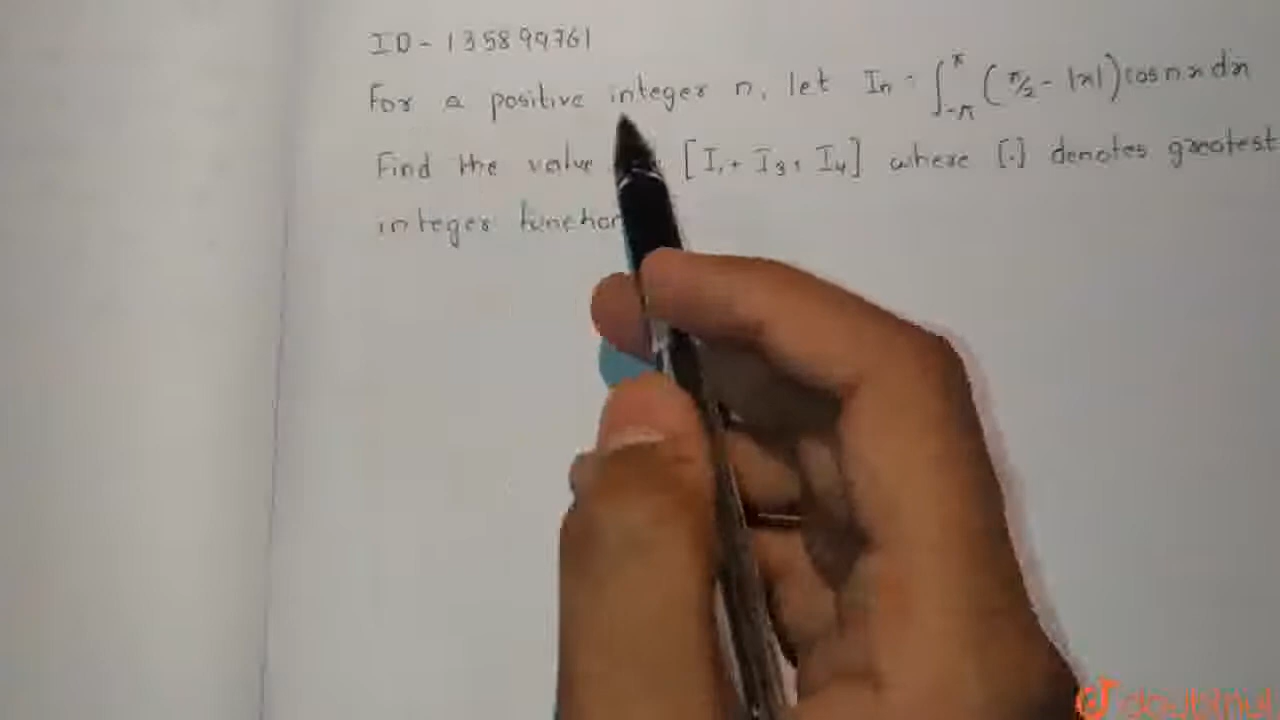 ID - 135899761
For a positive integer n, let In = ∫_{-π}^{π} (π/2 - |x|) cos nx dx
Find the value [I₁ + I₃ + I₄] where [.] denotes greatest
integer function
doubtnut